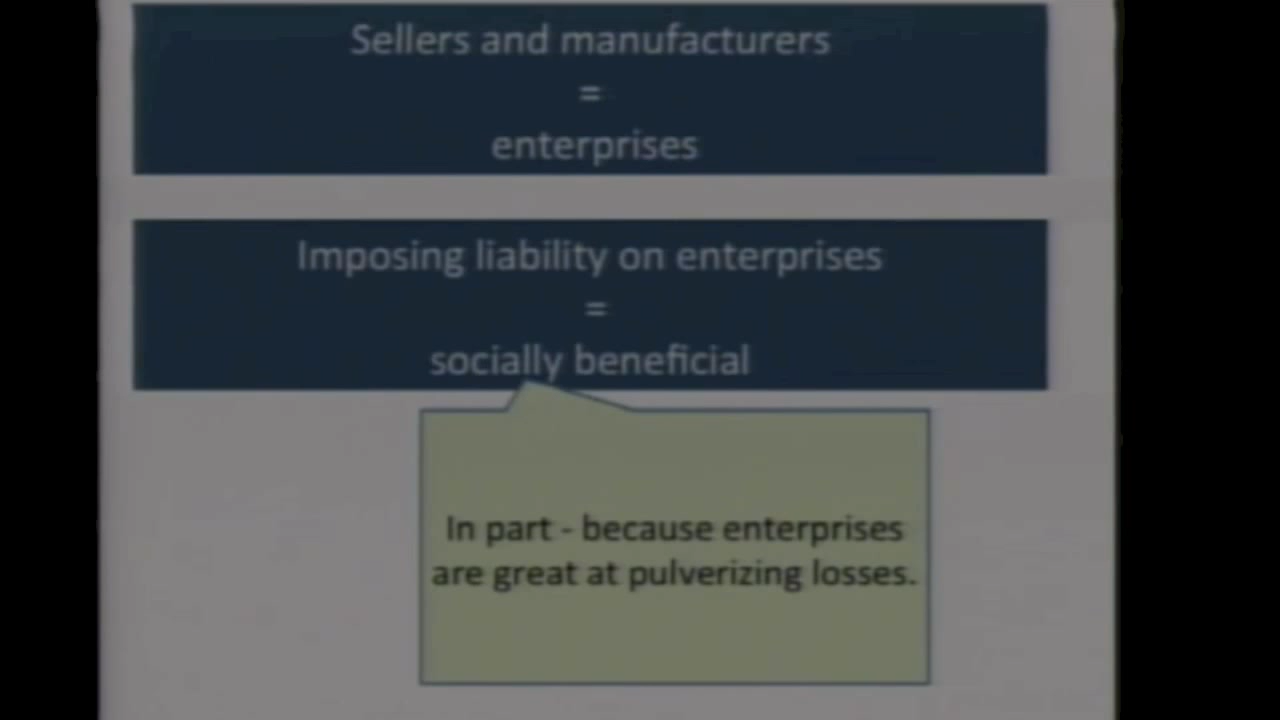 Sellers and manufacturers
=
enterprises
Imposing liability on enterprises
=
socially beneficial
In part - because enterprises
are great at pulverizing losses.